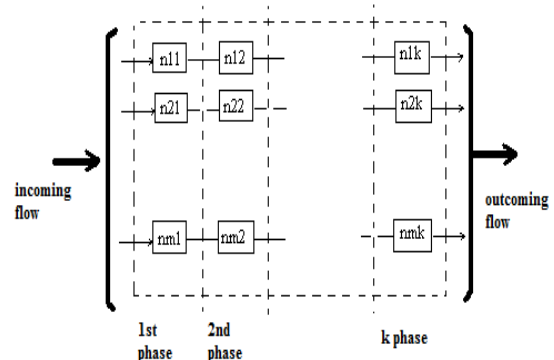 n11 n12 n1k
n21 n22 n2k
incoming
flow
outcoming
flow
nm1 nm2 nmk
1st
phase
2nd
phase
k phase